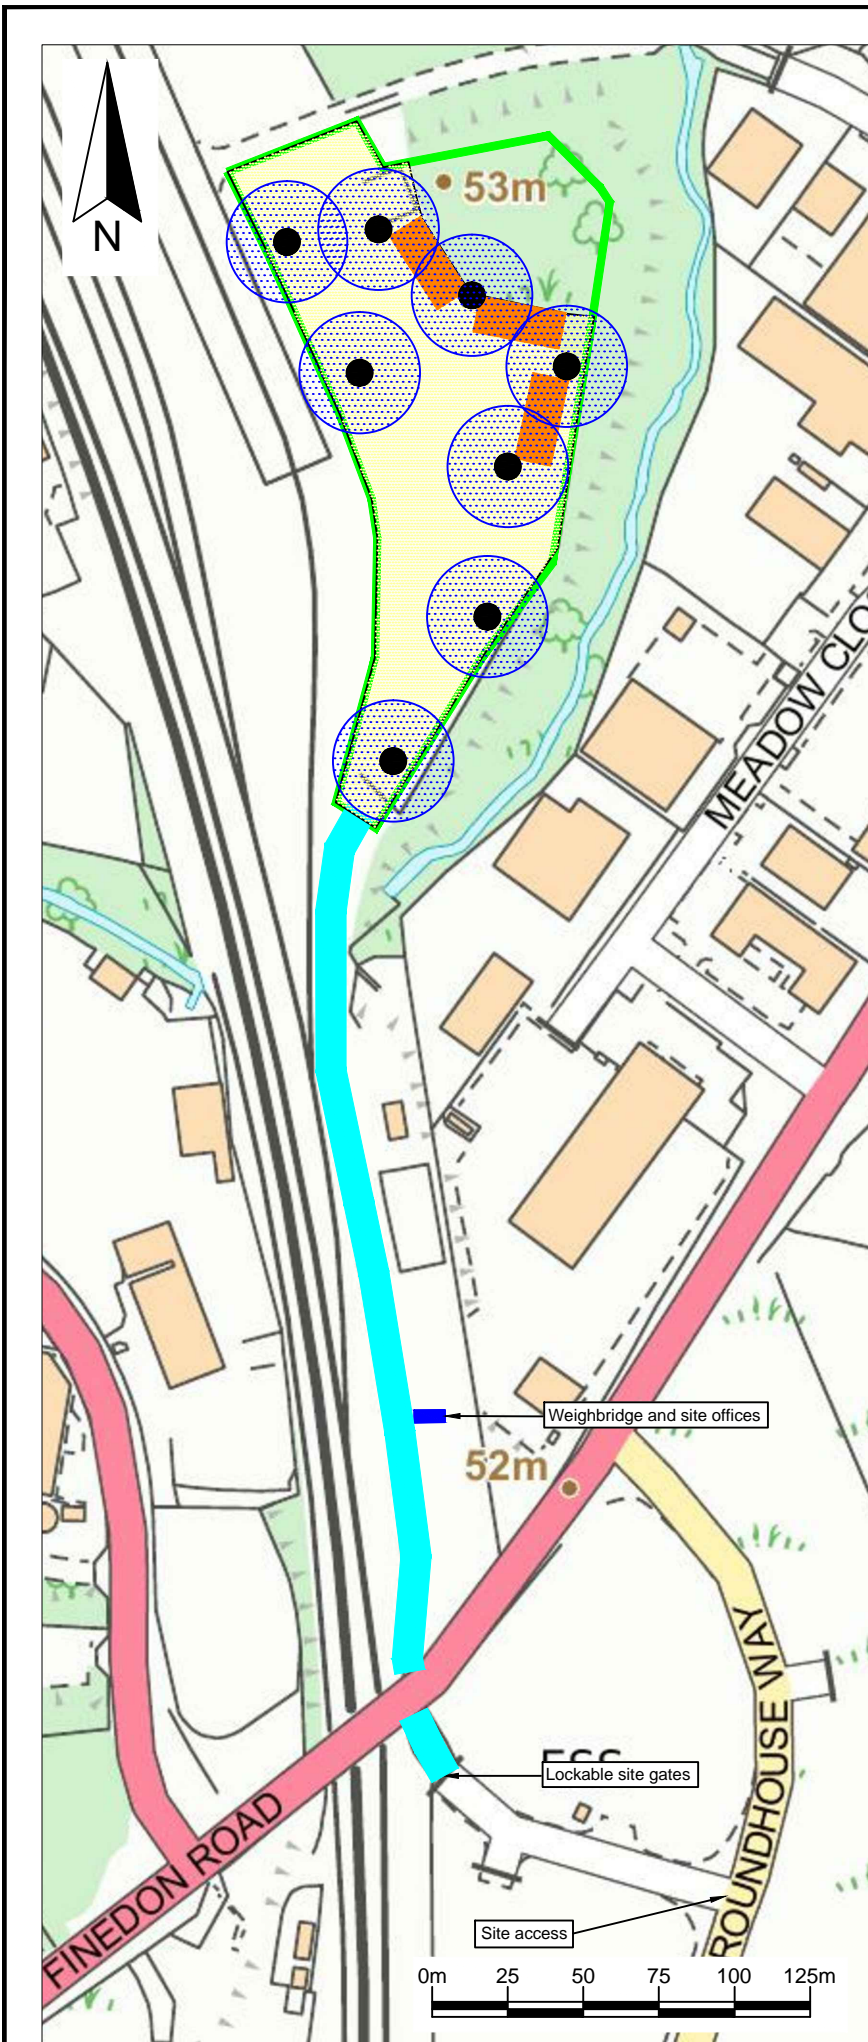 N
53m
MEADOW CLO
Weighbridge and site offices
52m
ROUNDHOUSE WAY
Lockable site gates
FINEDON ROAD
Site access
0m 25 50 75 100 125m